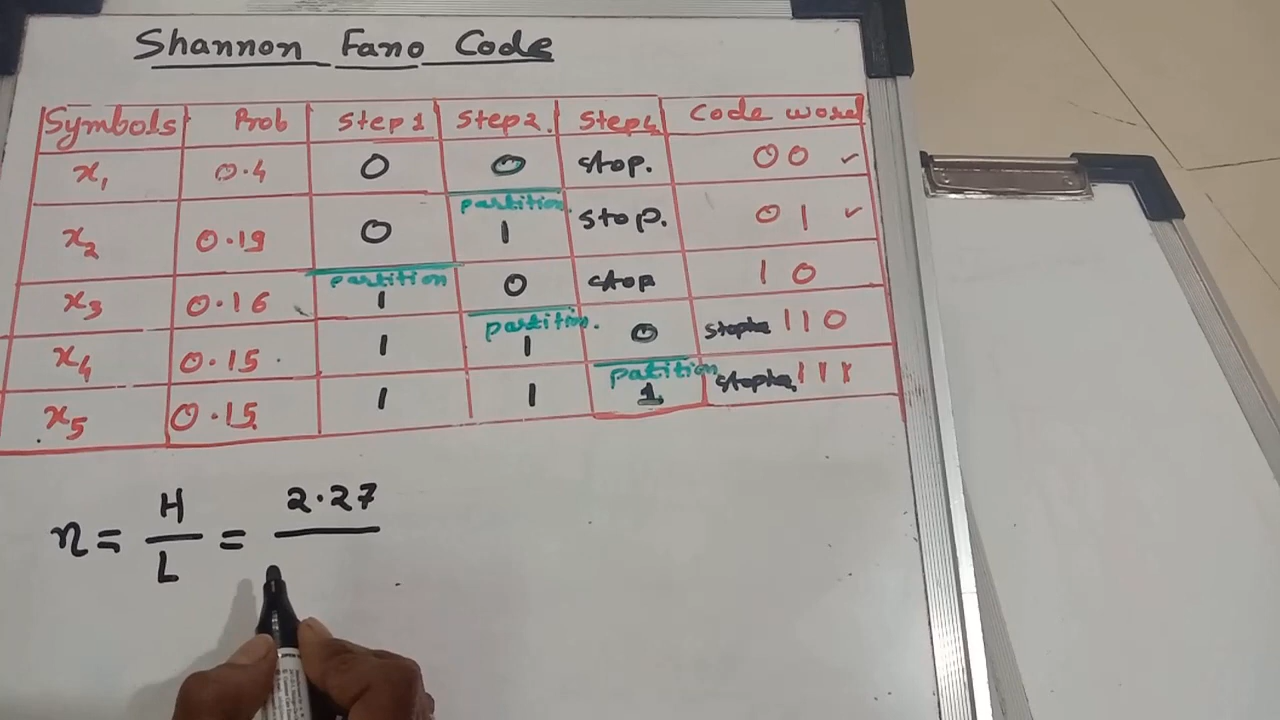 Shannon Fano Code
Symbols Prob Step 1 Step 2. Step 3 Code word
x1 0.4 0 0 stop. 00 ✓
partition.
x2 0.19 0 1 stop. 01 ✓
partition
x3 0.16 1 0 stop 10
partition.
x4 0.15 1 1 0 110
partition
x5 0.15 1 1 1 111
η = H/L = 2.27